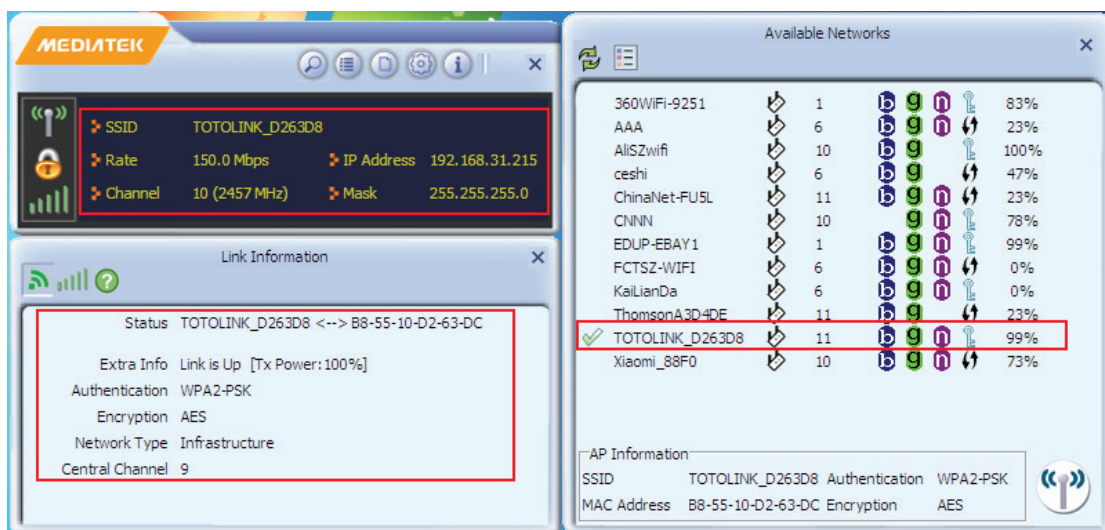 MEDIATEK
SSID TOTOLINK_D263D8
Rate 150.0 Mbps IP Address 192.168.31.215
Channel 10 (2457 MHz) Mask 255.255.255.0
Link Information
Status TOTOLINK_D263D8 <--> B8-55-10-D2-63-DC
Extra Info Link is Up [Tx Power:100%]
Authentication WPA2-PSK
Encryption AES
Network Type Infrastructure
Central Channel 9
Available Networks
360WiFi-9251 1 b g n 83%
AAA 6 b g n 23%
AliSZwifi 10 b g 100%
ceshi 6 b g 47%
ChinaNet-FU5L 11 b g n 23%
CNNN 10 g n 78%
EDUP-EBAY1 1 b g n 99%
FCTSZ-WIFI 6 b g n 0%
KaiLianDa 6 b g n 0%
ThomsonA3D4DE 11 b g 23%
TOTOLINK_D263D8 11 b g n 99%
Xiaomi_88F0 10 b g n 73%
AP Information
SSID TOTOLINK_D263D8 Authentication WPA2-PSK
MAC Address B8-55-10-D2-63-DC Encryption AES